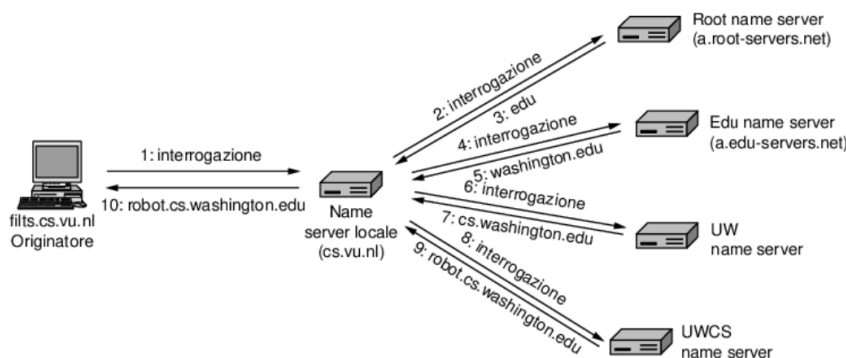 Root name server
(a.root-servers.net)
2: interrogazione
3: edu
Edu name server
(a.edu-servers.net)
1: interrogazione
4: interrogazione
5: washington.edu
6: interrogazione
7: cs.washington.edu
10: robot.cs.washington.edu
filts.cs.vu.nl
Originatore
Name
server locale
(cs.vu.nl)
8: interrogazione
9: robot.cs.washington.edu
UW
name server
UWCS
name server